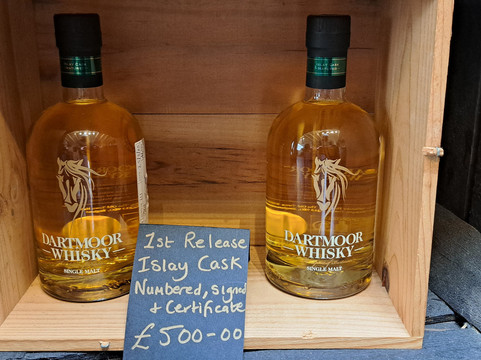 DARTMOOR
WHISKY
SINGLE MALT
DARTMOOR
WHISKY
SINGLE MALT
1st Release
Islay Cask
Numbered, signed
+ Certificate
£500-00